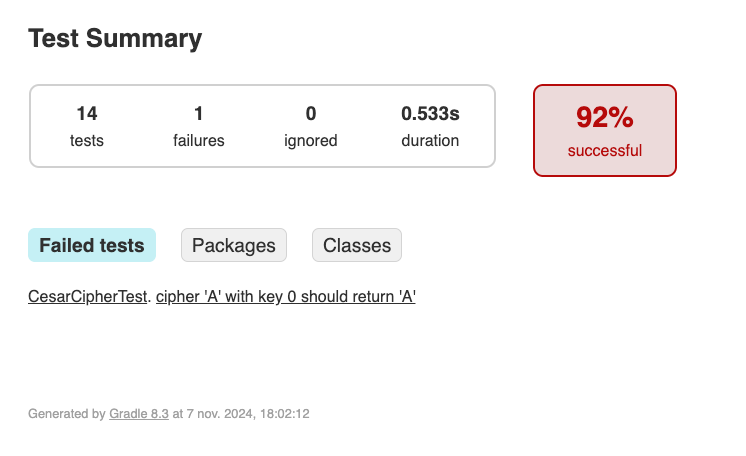 Test Summary
14 1 0 0.533s
tests failures ignored duration
92%
successful
Failed tests Packages Classes
CesarCipherTest. cipher 'A' with key 0 should return 'A'
Generated by Gradle 8.3 at 7 nov. 2024, 18:02:12